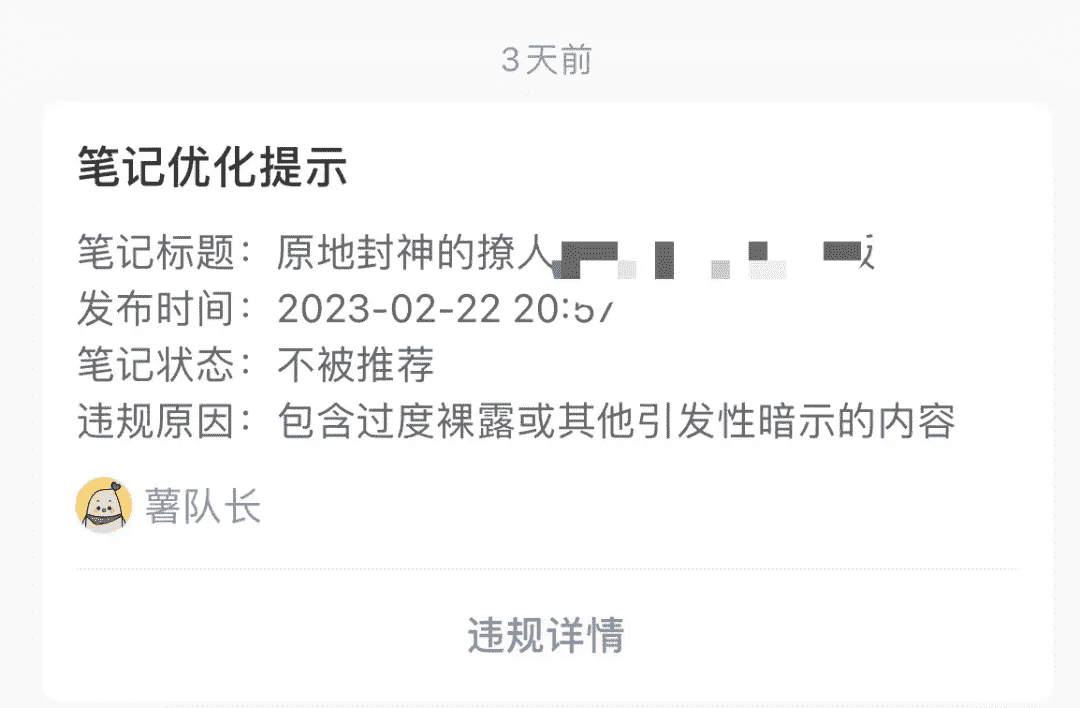 3天前
笔记优化提示
笔记标题：原地封神的撩人
发布时间：2023-02-22 20:57
笔记状态：不被推荐
违规原因：包含过度裸露或其他引发性暗示的内容
薯队长
违规详情